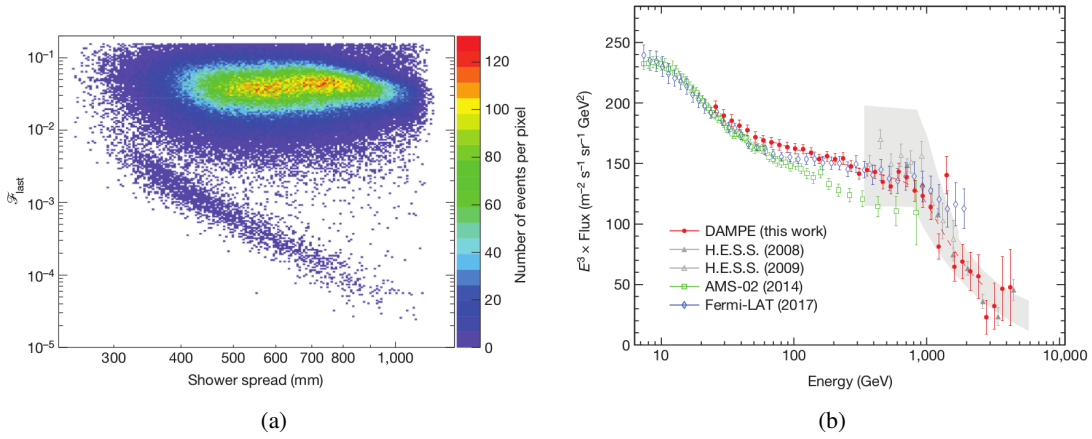 10⁻¹
10⁻²
10⁻³
10⁻⁴
10⁻⁵
ℱlast
300 400 500 600 700 800 1,000
Shower spread (mm)
120
100
80
60
40
20
0
Number of events per pixel
(a)
250
200
150
100
50
0
E³ × Flux (m⁻² s⁻¹ sr⁻¹ GeV²)
DAMPE (this work)
H.E.S.S. (2008)
H.E.S.S. (2009)
AMS-02 (2014)
Fermi-LAT (2017)
10 100 1,000 10,000
Energy (GeV)
(b)